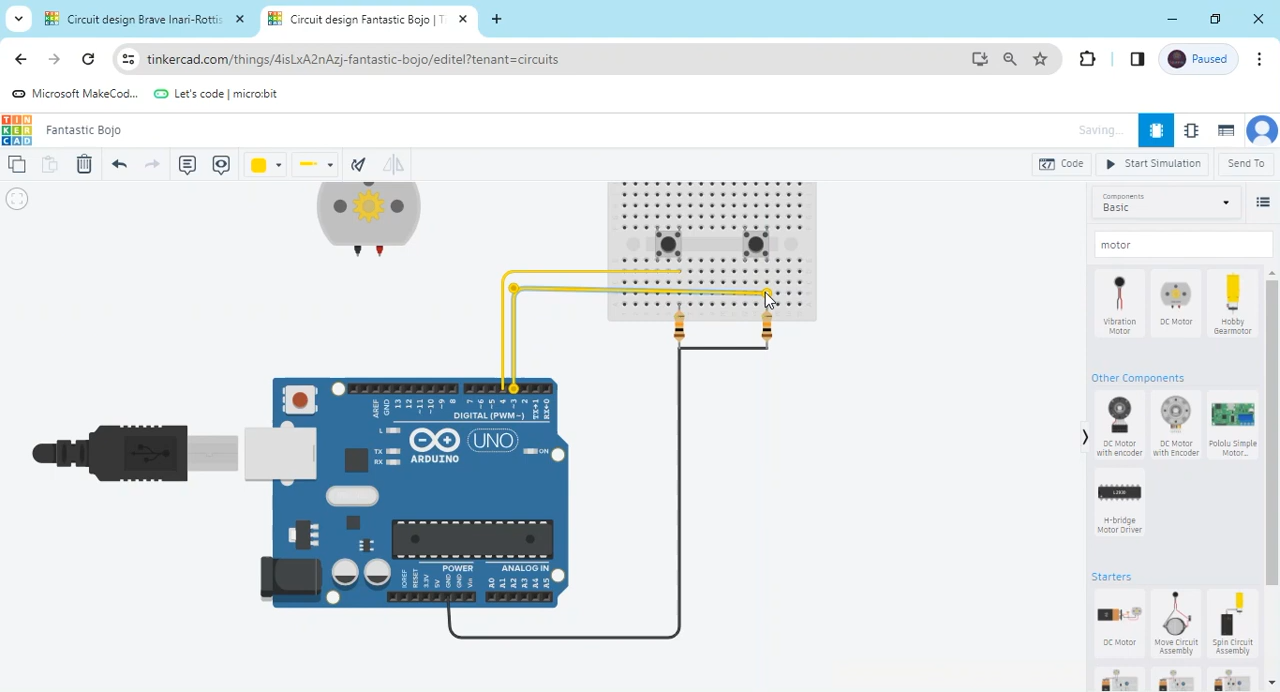 Circuit design Brave Inari-Rottis
Circuit design Fantastic Bojo | T
tinkercad.com/things/4isLxA2nAzj-fantastic-bojo/editel?tenant=circuits
Paused
Microsoft MakeCod...
Let's code | micro:bit
TIN
KER
CAD
Fantastic Bojo
Saving...
Code
Start Simulation
Send To
Components
Basic
motor
Vibration
Motor
DC Motor
Hobby
Gearmotor
Other Components
DC Motor
with encoder
DC Motor
with Encoder
Pololu Simple
Motor...
L293D
H-bridge
Motor Driver
Starters
DC Motor
Move Circuit
Assembly
Spin Circuit
Assembly
AREF
GND
13
12
~11
~10
~9
8
7
~6
~5
4
~3
2
TX→1
RX←0
DIGITAL (PWM~)
L
TX
RX
UNO
ON
ARDUINO
POWER
ANALOG IN
IOREF
RESET
3.3V
5V
GND
GND
Vin
A0
A1
A2
A3
A4
A5